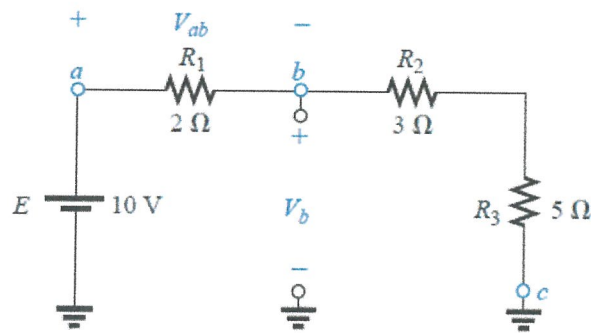 + V_ab −
R₁ R₂
a b
2 Ω + 3 Ω
E 10 V V_b R₃ 5 Ω
− c